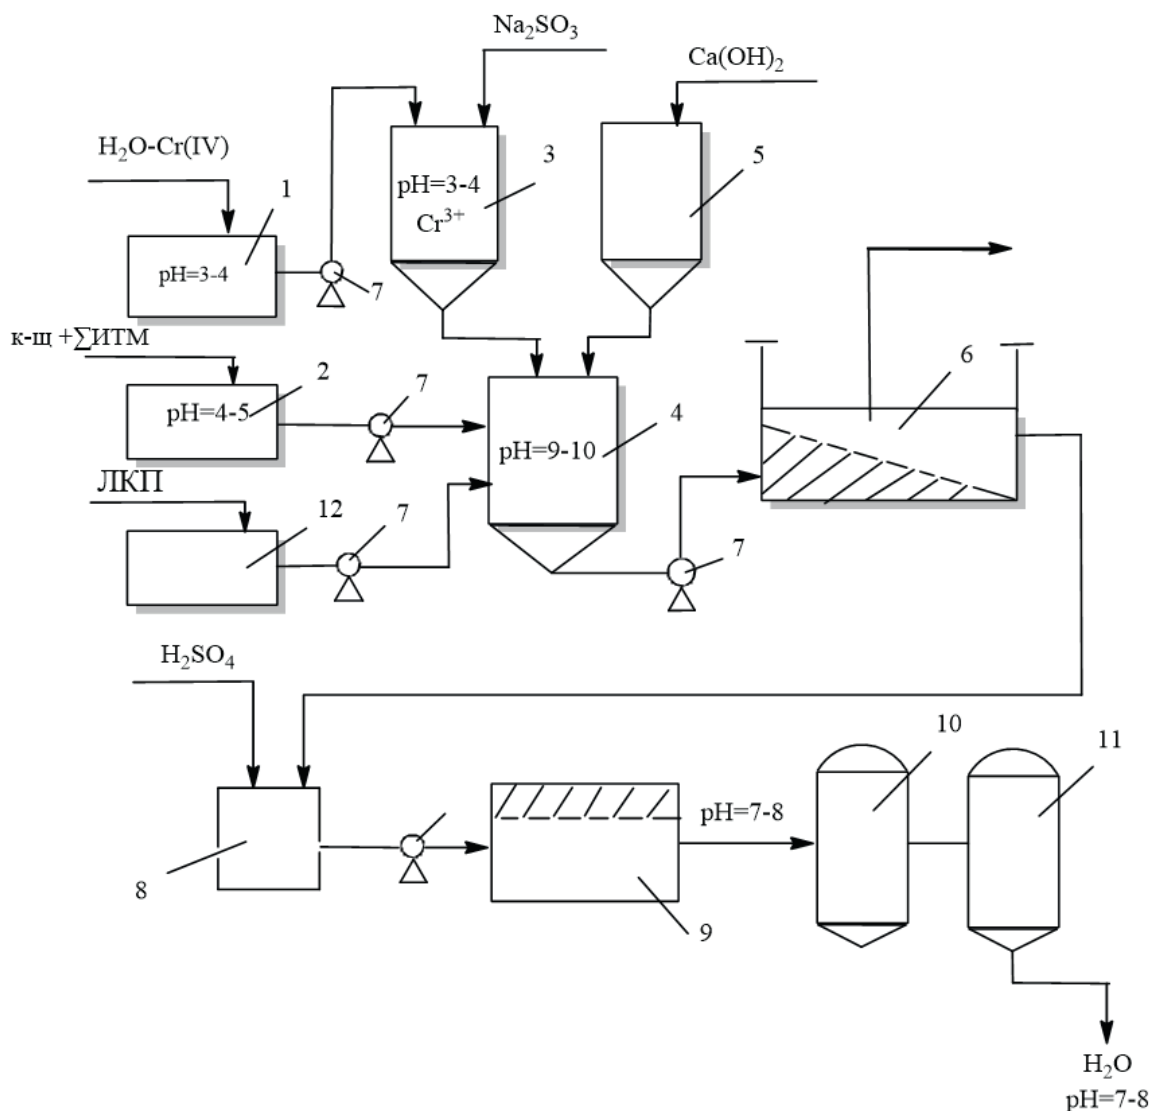 Na₂SO₃
Ca(OH)₂
H₂O-Cr(IV)
1
3
5
pH=3-4
Cr³⁺
pH=3-4
7
к-щ +∑ИТМ
2
7
6
pH=4-5
4
pH=9-10
ЛКП
12
7
7
H₂SO₄
10
11
pH=7-8
8
9
H₂O
pH=7-8